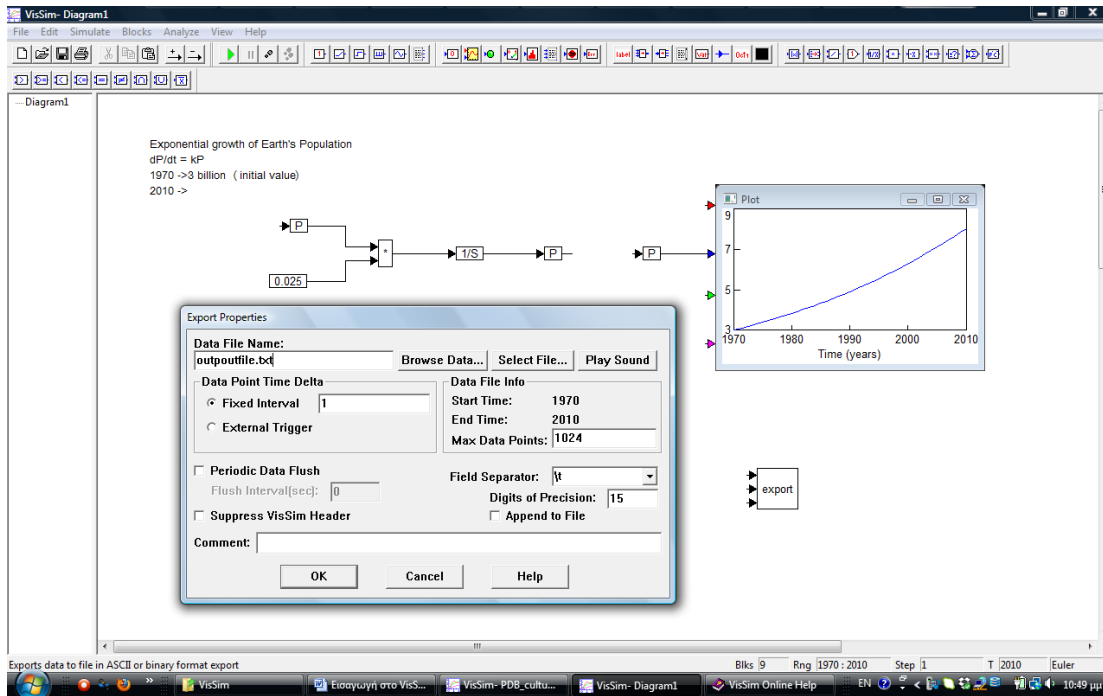 VisSim- Diagram1
File Edit Simulate Blocks Analyze View Help
Diagram1
Exponential growth of Earth's Population
dP/dt = kP
1970 ->3 billion ( initial value)
2010 ->
P
*
1/S
P
P
0.025
Plot
9
7
5
3
1970 1980 1990 2000 2010
Time (years)
Export Properties
Data File Name:
outpoutfile.txt
Browse Data... Select File... Play Sound
Data Point Time Delta
Fixed Interval 1
External Trigger
Data File Info
Start Time: 1970
End Time: 2010
Max Data Points: 1024
Periodic Data Flush
Flush Interval(sec): 0
Suppress VisSim Header
Field Separator: \t
Digits of Precision: 15
Append to File
Comment:
OK Cancel Help
export
Exports data to file in ASCII or binary format export
Blks 9 Rng 1970 : 2010 Step 1 T 2010 Euler
VisSim Εισαγωγή στο VisS... VisSim- PDB_cultu... VisSim- Diagram1 VisSim Online Help EN 10:49 μμ